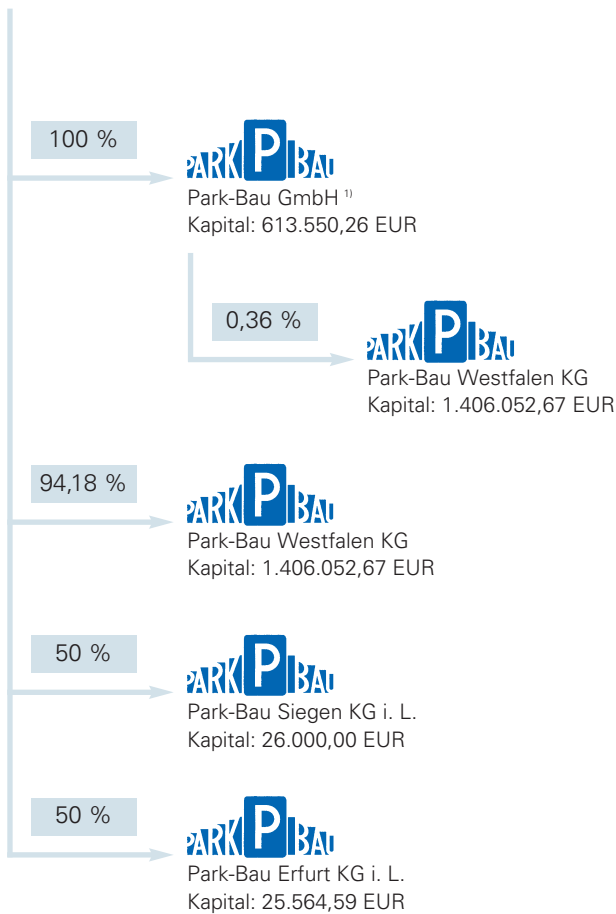 100 %
PARK P BAU
Park-Bau GmbH 1)
Kapital: 613.550,26 EUR
0,36 %
PARK P BAU
Park-Bau Westfalen KG
Kapital: 1.406.052,67 EUR
94,18 %
PARK P BAU
Park-Bau Westfalen KG
Kapital: 1.406.052,67 EUR
50 %
PARK P BAU
Park-Bau Siegen KG i. L.
Kapital: 26.000,00 EUR
50 %
PARK P BAU
Park-Bau Erfurt KG i. L.
Kapital: 25.564,59 EUR